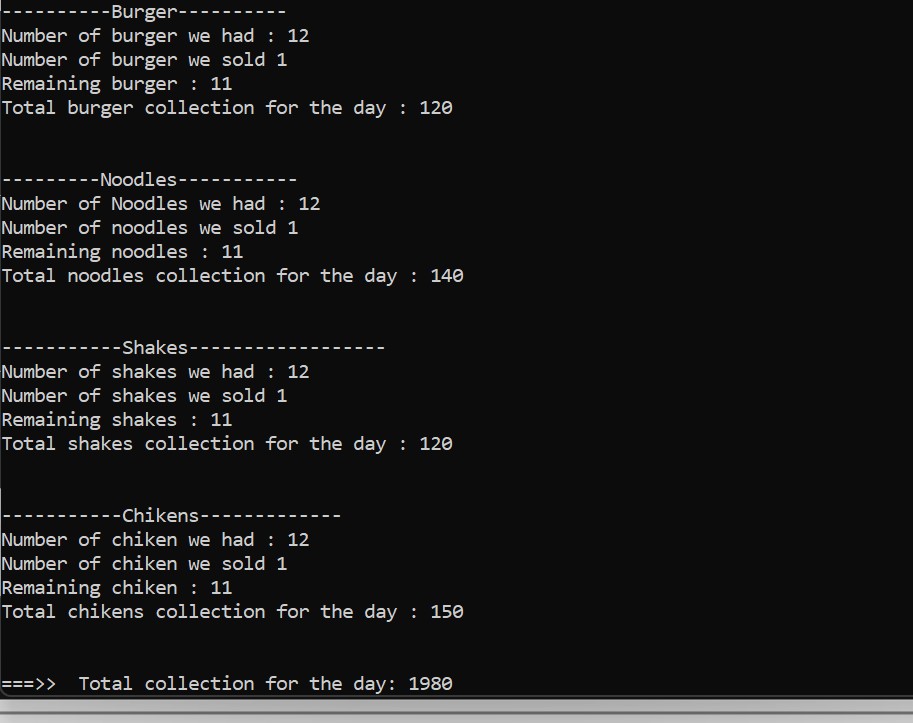 ----------Burger----------
Number of burger we had : 12
Number of burger we sold 1
Remaining burger : 11
Total burger collection for the day : 120
---------Noodles-----------
Number of Noodles we had : 12
Number of noodles we sold 1
Remaining noodles : 11
Total noodles collection for the day : 140
-----------Shakes------------------
Number of shakes we had : 12
Number of shakes we sold 1
Remaining shakes : 11
Total shakes collection for the day : 120
-----------Chikens-------------
Number of chiken we had : 12
Number of chiken we sold 1
Remaining chiken : 11
Total chikens collection for the day : 150
===>>  Total collection for the day: 1980